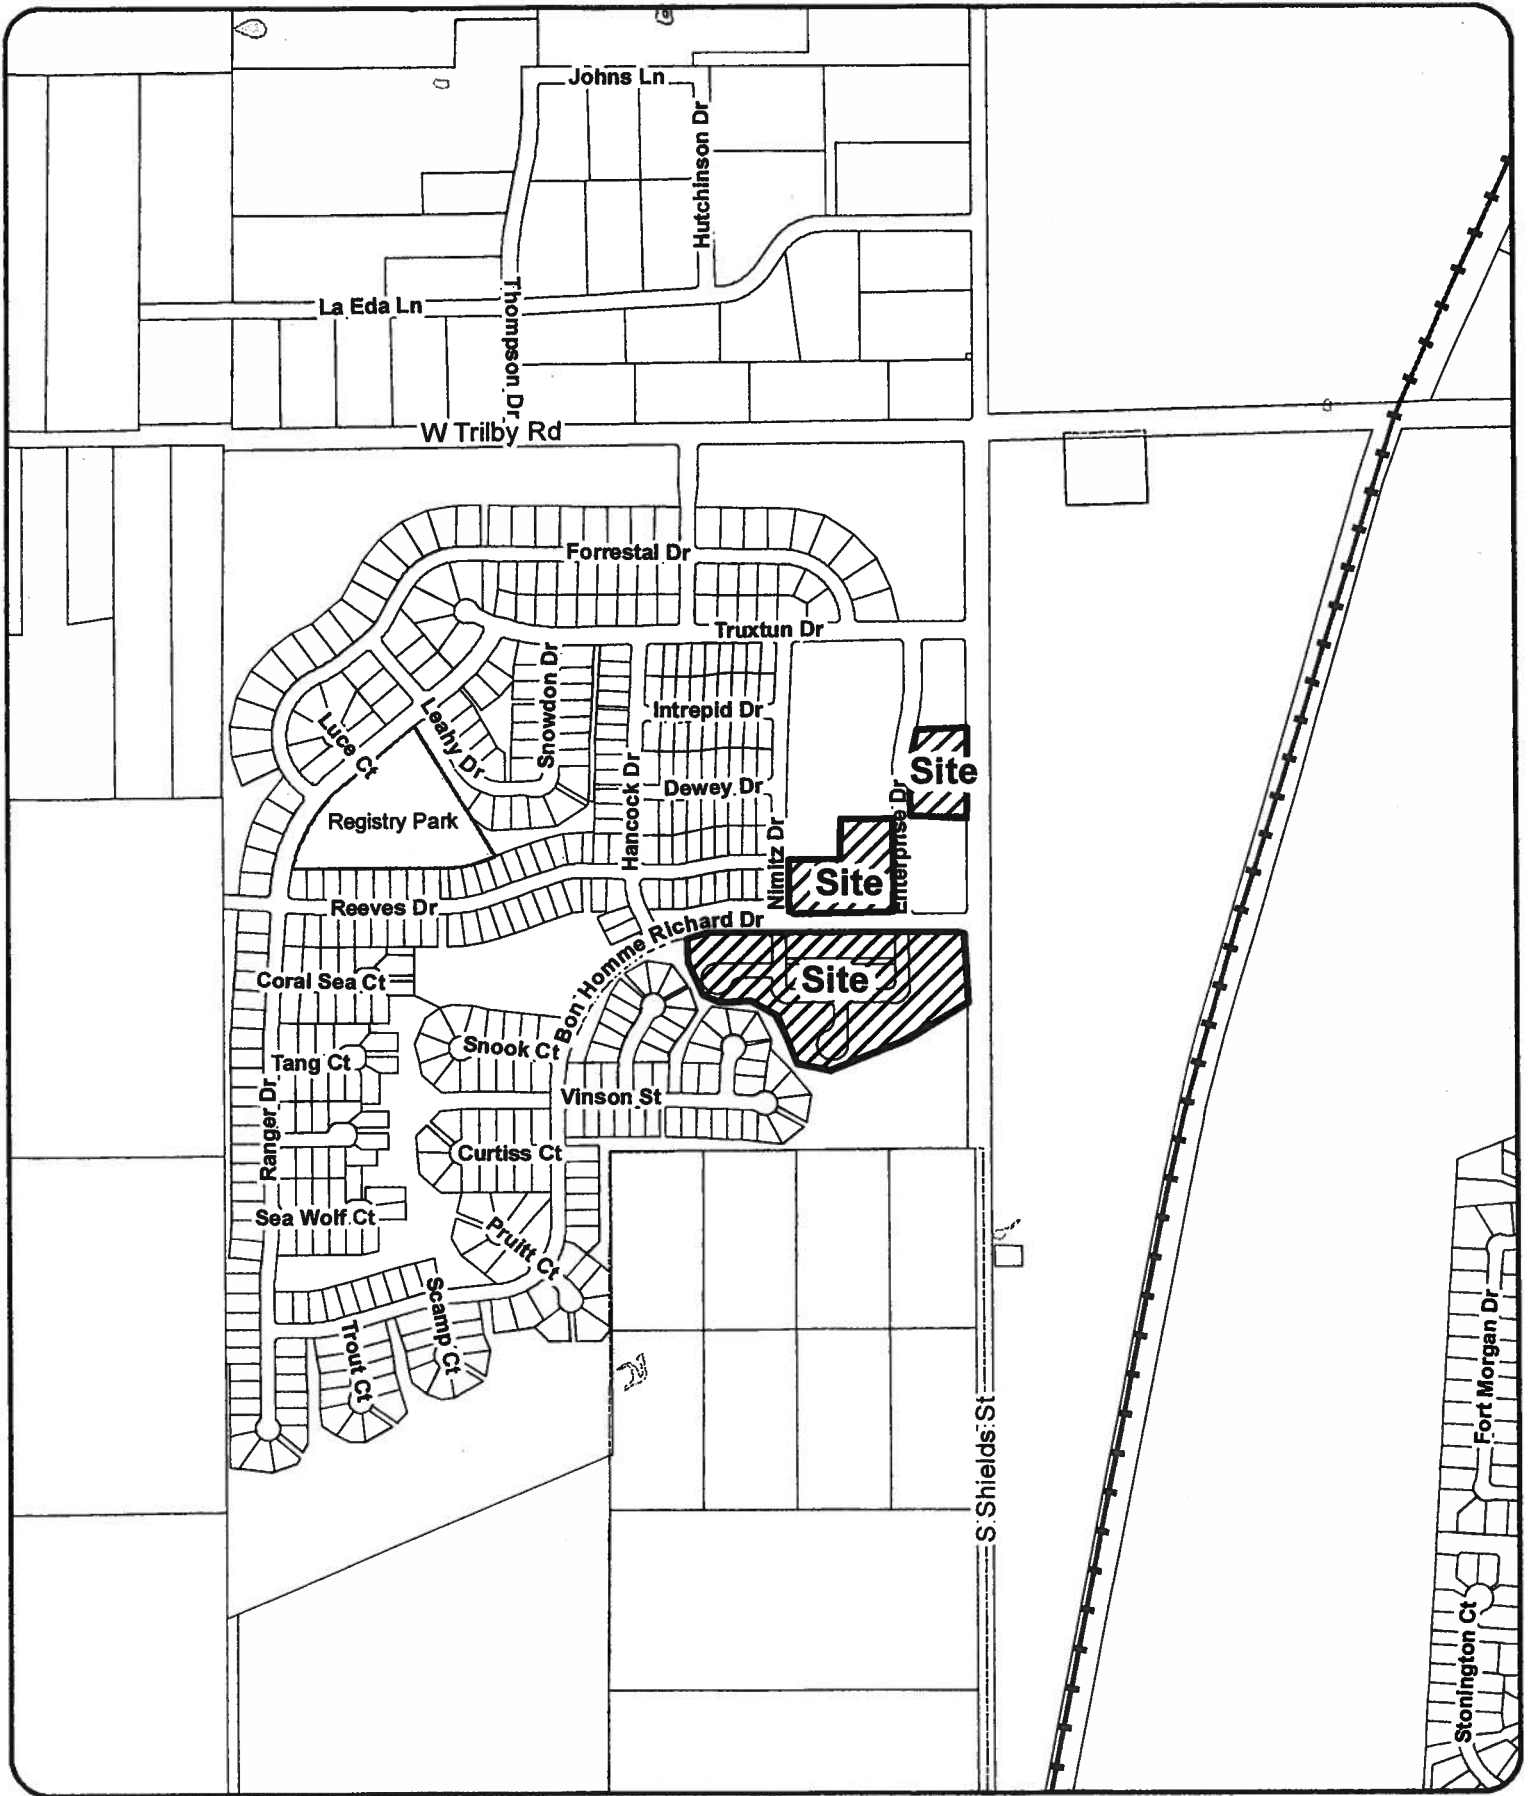 Johns Ln
Hutchinson Dr
La Eda Ln
Thompson Dr
W Trilby Rd
Forrestal Dr
Truxtun Dr
Snowdon Dr
Intrepid Dr
Luce Ct
Leahy Dr
Site
Dewey Dr
Hancock Dr
Enterprise Dr
Registry Park
Nimitz Dr
Site
Reeves Dr
Bon Homme Richard Dr
Coral Sea Ct
Site
Snook Ct
Tang Ct
Vinson St
Ranger Dr
Curtiss Ct
Sea Wolf Ct
Pruitt Ct
Scamp Ct
Trout Ct
Fort Morgan Dr
S Shields St
Stonington Ct